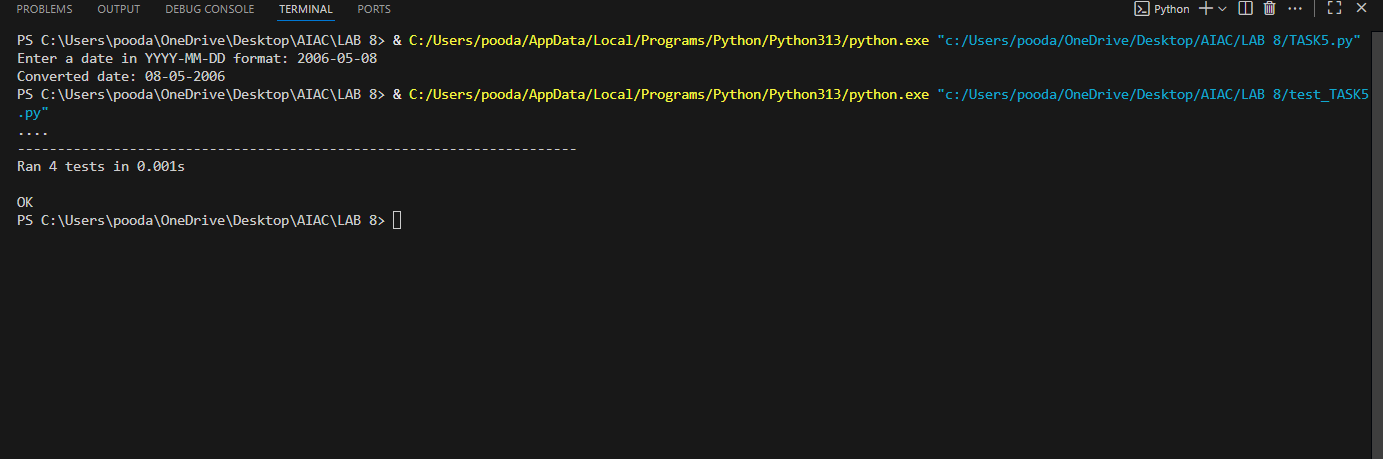 PROBLEMS OUTPUT DEBUG CONSOLE TERMINAL PORTS Python
PS C:\Users\pooda\OneDrive\Desktop\AIAC\LAB 8> & C:/Users/pooda/AppData/Local/Programs/Python/Python313/python.exe "c:/Users/pooda/OneDrive/Desktop/AIAC/LAB 8/TASK5.py"
Enter a date in YYYY-MM-DD format: 2006-05-08
Converted date: 08-05-2006
PS C:\Users\pooda\OneDrive\Desktop\AIAC\LAB 8> & C:/Users/pooda/AppData/Local/Programs/Python/Python313/python.exe "c:/Users/pooda/OneDrive/Desktop/AIAC/LAB 8/test_TASK5
.py"
....
----------------------------------------------------------------------
Ran 4 tests in 0.001s
OK
PS C:\Users\pooda\OneDrive\Desktop\AIAC\LAB 8>